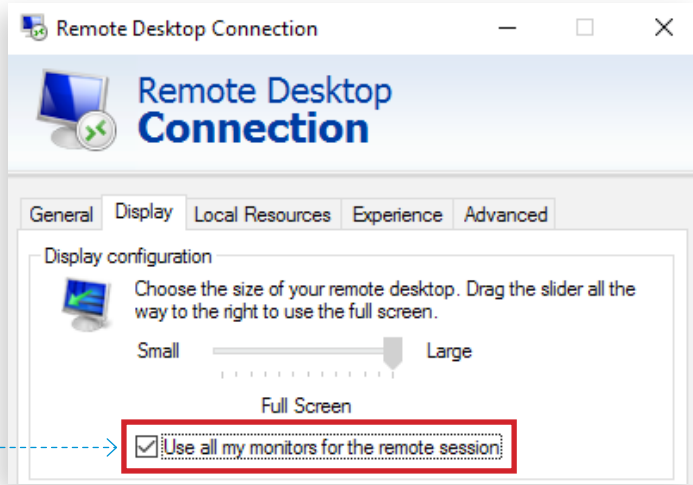 Remote Desktop Connection
Remote Desktop
Connection
General Display Local Resources Experience Advanced
Display configuration
Choose the size of your remote desktop. Drag the slider all the
way to the right to use the full screen.
Small Large
Full Screen
Use all my monitors for the remote session